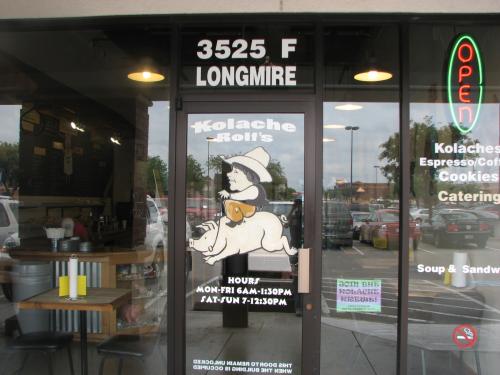 3525 F
LONGMIRE
OPEN
Kolache
Rolf's
Kolaches
Espresso/Coff
Cookies
Catering
HOURS
MON-FRI 6AM-1:30PM
SAT-SUN 7-12:30PM
JOIN THE
KOLACHE
Soup & Sandw
THIS DOOR TO REMAIN UNLOCKED
WHEN THE BUILDING IS OCCUPIED